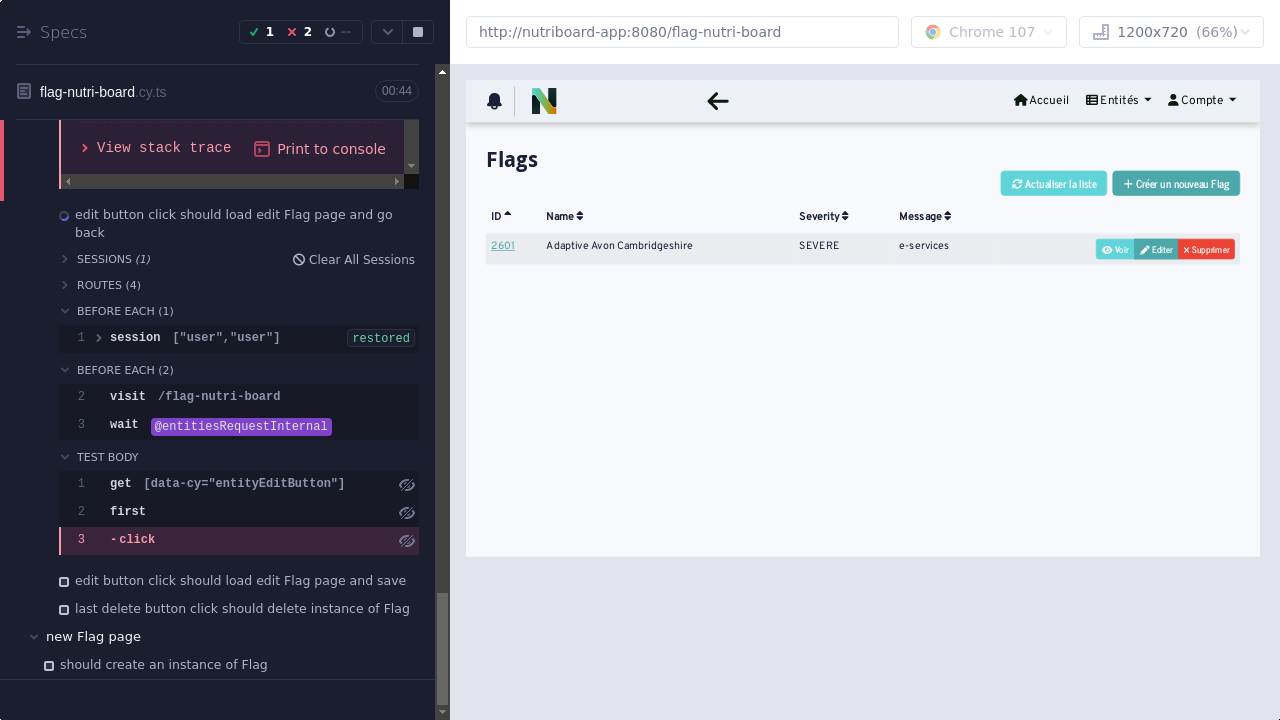 Specs
1
2
--
flag-nutri-board.cy.ts
00:44
View stack trace
Print to console
edit button click should load edit Flag page and go
back
SESSIONS (1)
Clear All Sessions
ROUTES (4)
BEFORE EACH (1)
1 session ["user","user"] restored
BEFORE EACH (2)
2 visit /flag-nutri-board
3 wait @entitiesRequestInternal
TEST BODY
1 get [data-cy="entityEditButton"]
2 first
3 -click
edit button click should load edit Flag page and save
last delete button click should delete instance of Flag
new Flag page
should create an instance of Flag
http://nutriboard-app:8080/flag-nutri-board
Chrome 107
1200x720 (66%)
Accueil
Entités
Compte
Flags
Actualiser la liste
Créer un nouveau Flag
ID Name Severity Message
2601 Adaptive Avon Cambridgeshire SEVERE e-services
Voir Editer Supprimer